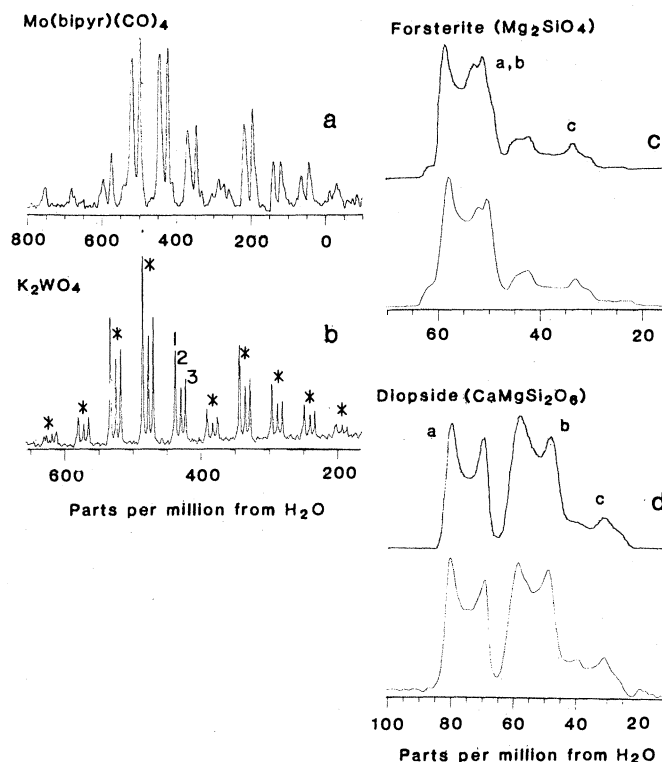 Mo(bipyr)(CO)₄
a
800 600 400 200 0
K₂WO₄
b
* * * * * * * *
1
2
3
600 400 200
Parts per million from H₂O
Forsterite (Mg₂SiO₄)
a,b
c
c
60 40 20
Diopside (CaMgSi₂O₆)
a
b
c
d
100 80 60 40 20
Parts per million from H₂O